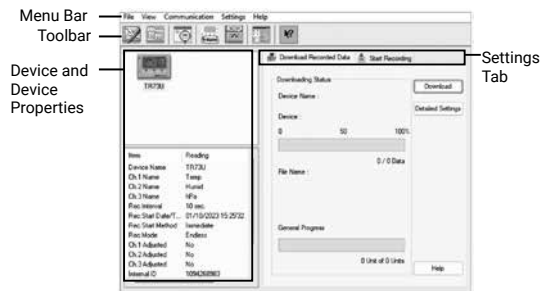 Menu Bar
File View Communication Settings Help
Toolbar
Device and
Device
Properties
TR73U
Download Recorded Data Start Recording
Settings
Tab
Downloading Status
Download
Device Name :
Detailed Settings
Device :
0 50 100%
0 / 0 Data
File Name :
General Progress
0 Unit of 0 Units
Help
Item Reading
Device Name TR73U
Ch.1 Name Temp
Ch.2 Name Humid
Ch.3 Name hPa
Rec Interval 10 sec.
Rec Start Date/T... 01/10/2023 15:29:32
Rec Start Method Immediate
Rec Mode Endless
Ch.1 Adjusted No
Ch.2 Adjusted No
Ch.3 Adjusted No
Internal ID